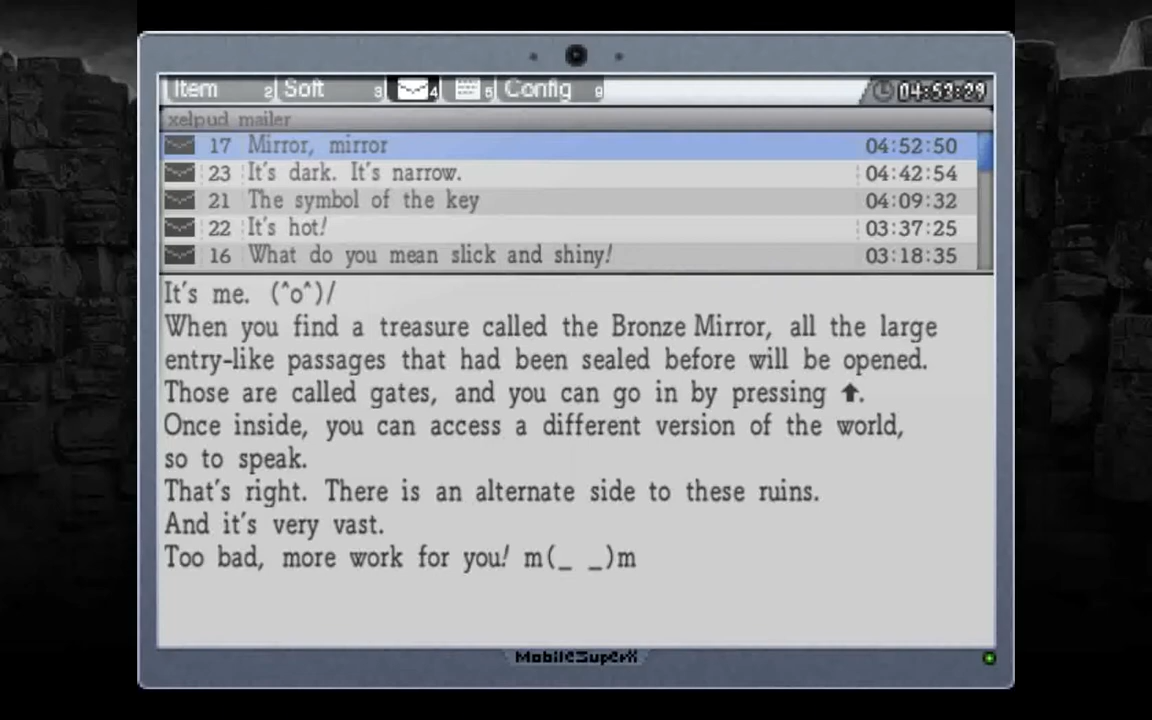 Item 2 Soft 3 4 5 Config 9 04:53:29
xelpud mailer
17 Mirror, mirror 04:52:50
23 It's dark. It's narrow. 04:42:54
21 The symbol of the key 04:09:32
22 It's hot! 03:37:25
16 What do you mean slick and shiny! 03:18:35
It's me. (^o^)/
When you find a treasure called the Bronze Mirror, all the large
entry-like passages that had been sealed before will be opened.
Those are called gates, and you can go in by pressing ⬆.
Once inside, you can access a different version of the world,
so to speak.
That's right. There is an alternate side to these ruins.
And it's very vast.
Too bad, more work for you! m(_ _)m
MobileSuperX